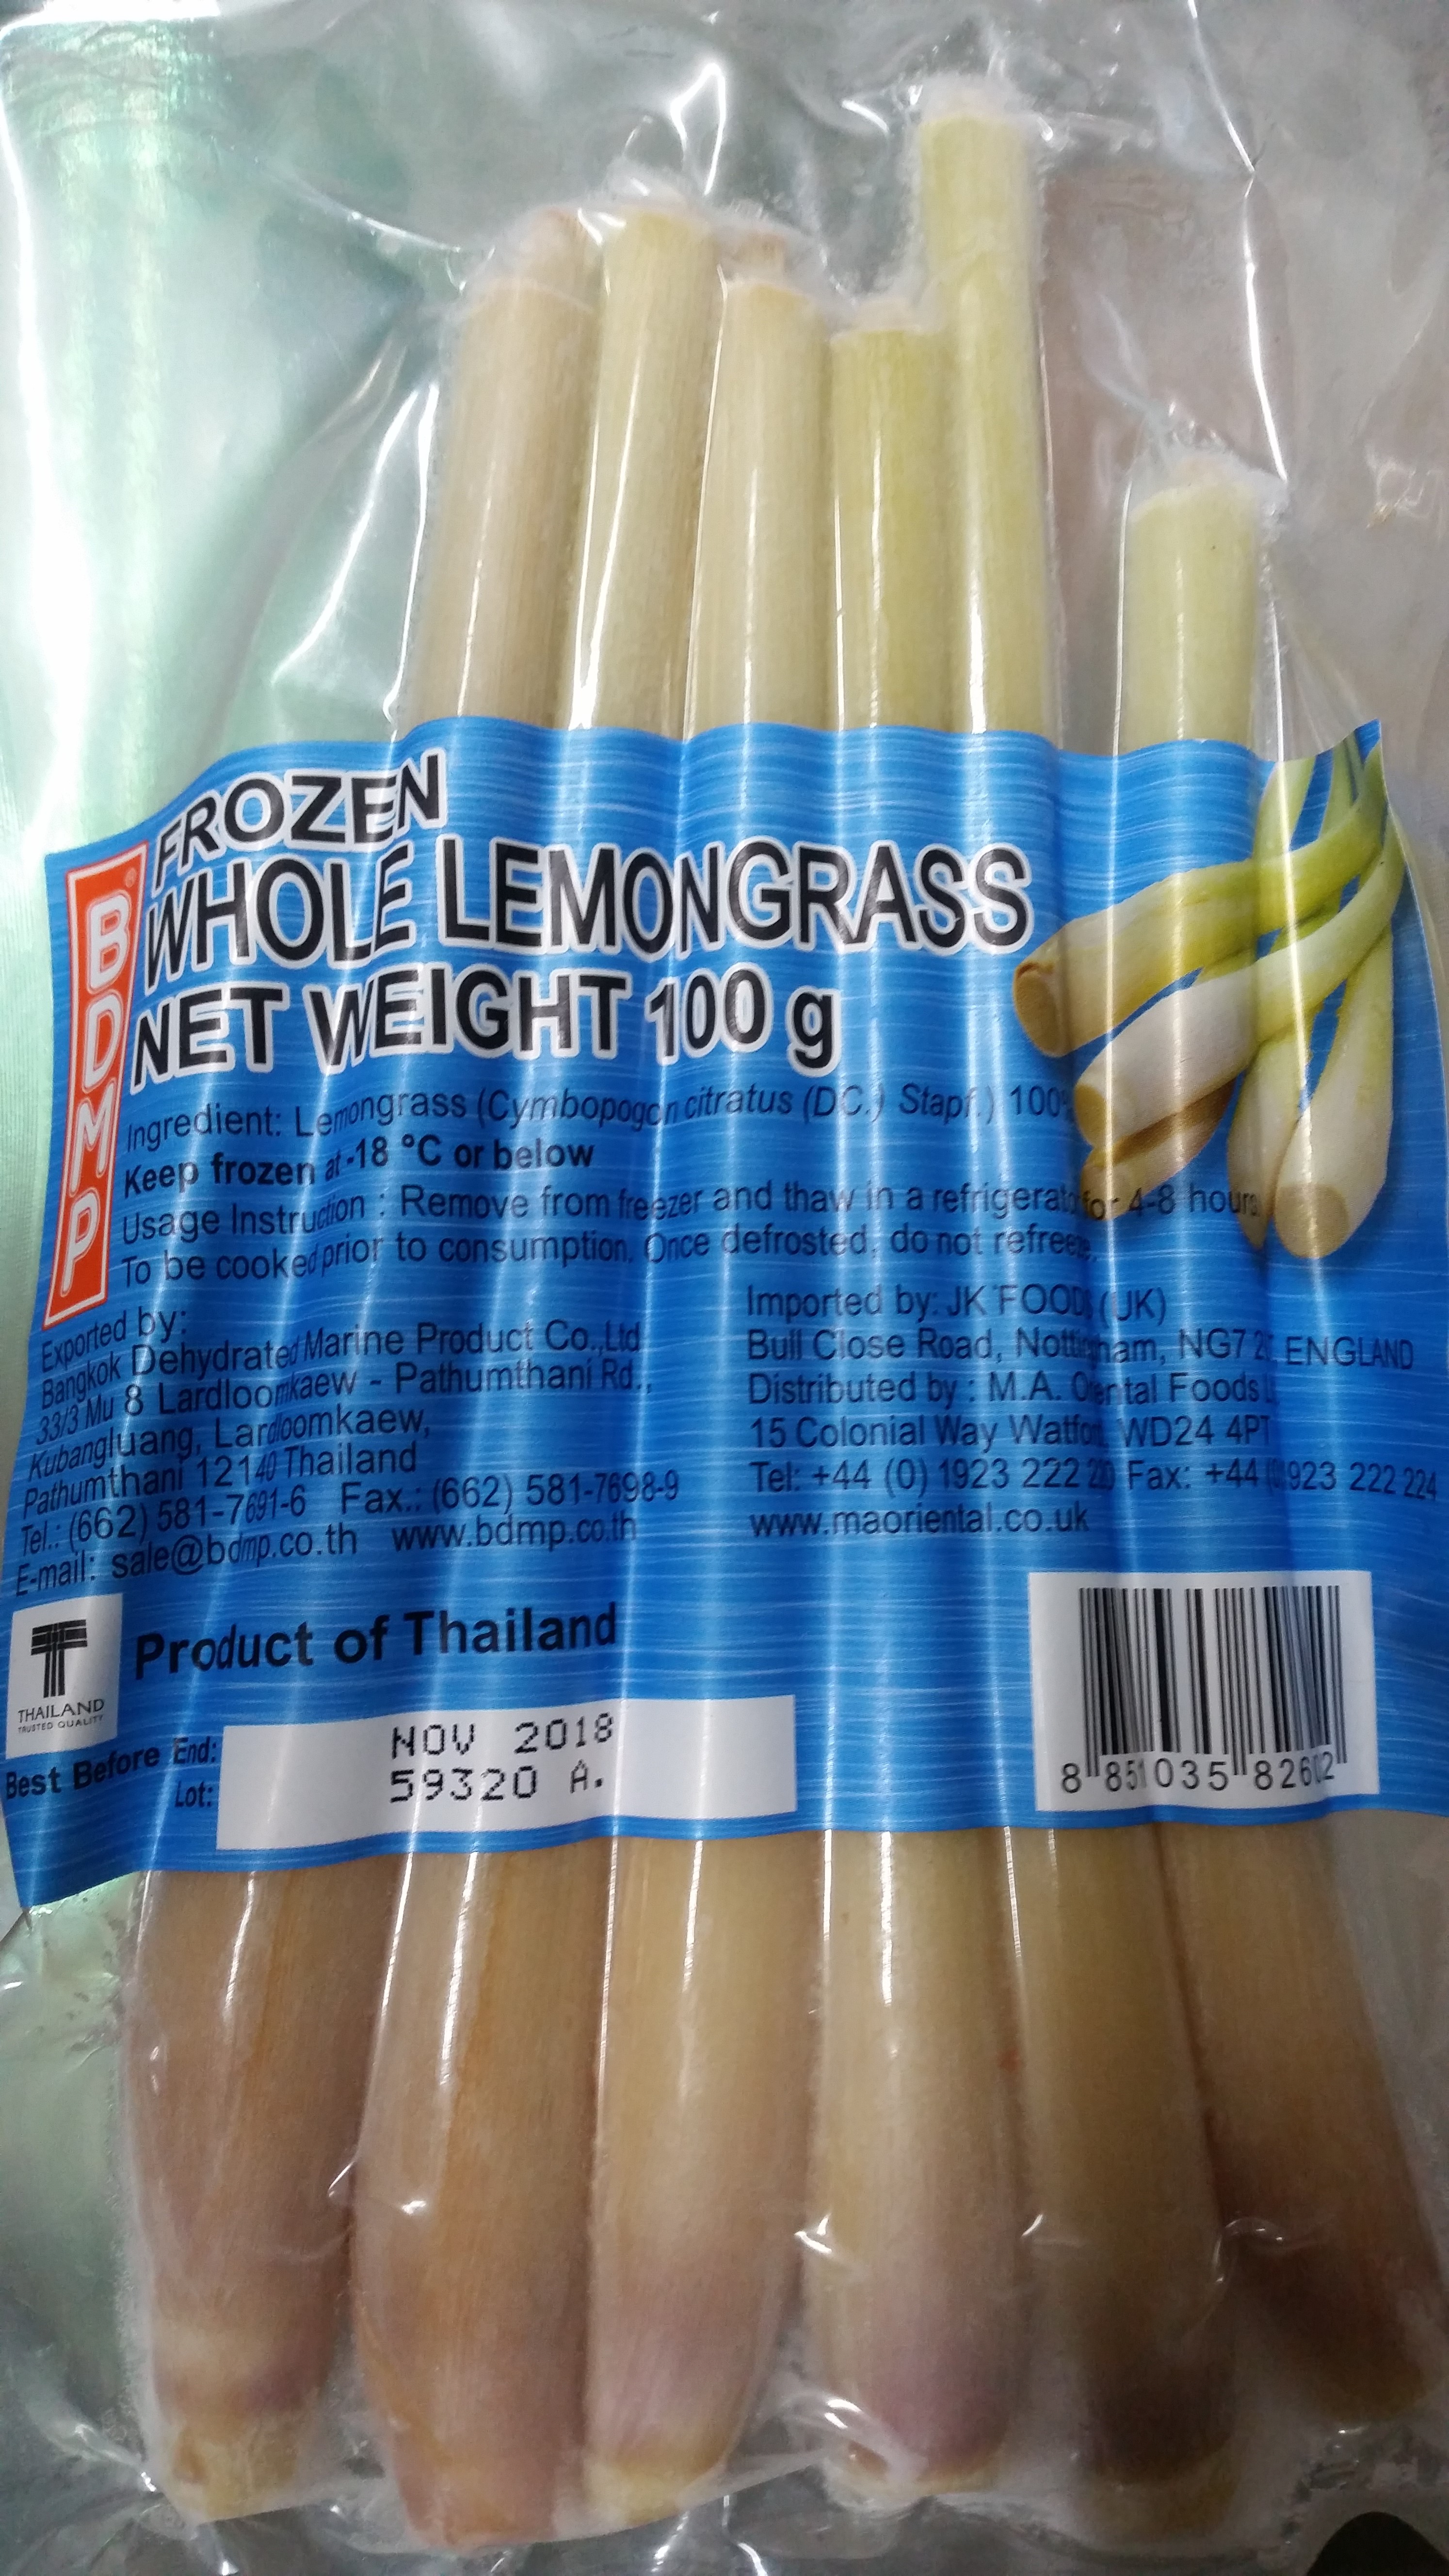 BDMP®
FROZEN
WHOLE LEMONGRASS
NET WEIGHT 100 g
Ingredient: Lemongrass (Cymbopogon citratus (DC.) Stapf.) 100%
Keep frozen at -18 °C or below
Usage Instruction : Remove from freezer and thaw in a refrigerator for 4-8 hours
To be cooked prior to consumption. Once defrosted, do not refreeze.
Exported by:
Bangkok Dehydrated Marine Product Co.,Ltd
33/3 Mu 8 Lardloomkaew - Pathumthani Rd.,
Kubangluang, Lardloomkaew,
Pathumthani 12140 Thailand
Tel.: (662) 581-7691-6 Fax.: (662) 581-7698-9
E-mail: sale@bdmp.co.th www.bdmp.co.th
Imported by: JK FOODS (UK)
Bull Close Road, Nottingham, NG7 ENGLAND
Distributed by : M.A. Oriental Foods
15 Colonial Way Watford WD24 4PT
Tel: +44 (0) 1923 222 Fax: +44 222 224
www.maoriental.co.uk
THAILAND
TRUSTED QUALITY
Product of Thailand
Best Before End: NOV 2018
Lot: 59320 A.
8 851035 82602